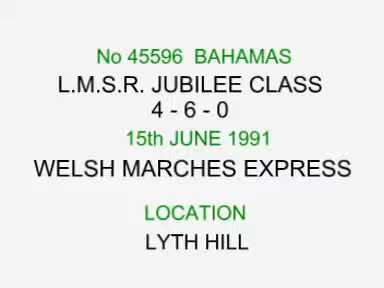 No 45596 BAHAMAS
L.M.S.R. JUBILEE CLASS
4 - 6 - 0
15th JUNE 1991
WELSH MARCHES EXPRESS
LOCATION
LYTH HILL